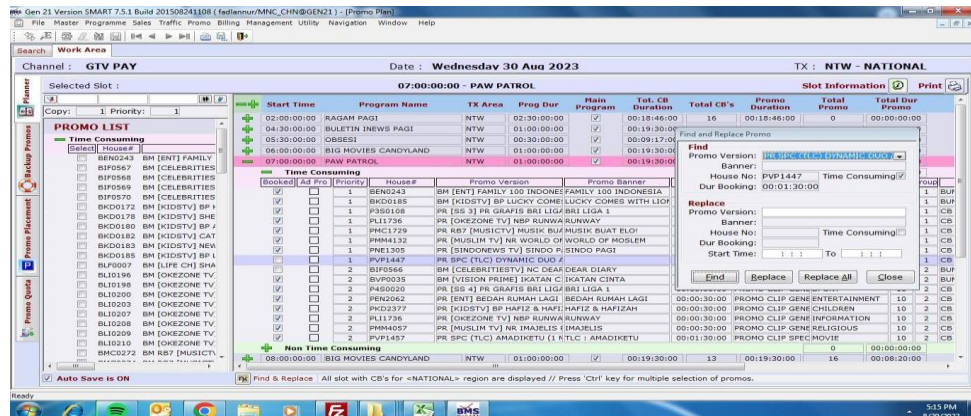 Gen 21 Version SMART 7.5.1 Build 201508241108 ( fadlannur/MNC_CHN@GEN21 ) - [Promo Plan]
File Master Programme Sales Traffic Promo Billing Management Utility Navigation Window Help
Search Work Area
Channel : GTV PAY Date : Wednesday 30 Aug 2023 TX : NTW - NATIONAL
Selected Slot : 07:00:00:00 - PAW PATROL Slot Information Print
Planner
Backup Promos
Promo Placement
Promo Quota
Copy: 1 Priority: 1
PROMO LIST
Time Consuming
Select House#
BEN0243 BM [ENT] FAMILY
BIF0567 BM [CELEBRITIES
BIF0568 BM [CELEBRITIES
BIF0569 BM [CELEBRITIES
BIF0570 BM [CELEBRITIES
BKD0172 BM [KIDSTV] BP
BKD0178 BM [KIDSTV] SHE
BKD0180 BM [KIDSTV] BP
BKD0182 BM [KIDSTV] CAT
BKD0183 BM [KIDSTV] NEW
BKD0185 BM [KIDSTV] BP
BLF0007 BM [LIFE CH] SHA
BLI0196 BM [OKEZONE TV
BLI0198 BM [OKEZONE TV
BLI0200 BM [OKEZONE TV
BLI0203 BM [OKEZONE TV
BLI0207 BM [OKEZONE TV
BLI0208 BM [OKEZONE TV
BLI0209 BM [OKEZONE TV
BLI0210 BM [OKEZONE TV
BMC0272 BM RB7 [MUSICTV
Auto Save is ON
Start Time Program Name TX Area Prog Dur Main Program Tot. CB Duration Total CB's Promo Duration Total Promo Total Dur Promo
02:00:00:00 RAGAM PAGI NTW 02:30:00:00 00:18:46:00 16 00:18:46:00 0 00:00:00:00
04:30:00:00 BULETIN INEWS PAGI NTW 01:00:00:00 00:19:30:00
05:30:00:00 OBSESI NTW 00:30:00:00 00:09:17:00
06:00:00:00 BIG MOVIES CANDYLAND NTW 01:00:00:00 00:19:30:00
07:00:00:00 PAW PATROL NTW 01:00:00:00 00:19:30:00
Time Consuming
Booked Ad Pro Priority House# Promo Version Promo Banner
1 BEN0243 BM [ENT] FAMILY 100 INDONES FAMILY 100 INDONESIA
1 BKD0185 BM [KIDSTV] BP LUCKY COME LUCKY COMES WITH LION
1 P3S0108 PR [SS 3] PR GRAFIS BRI LIGA BRI LIGA 1
1 PLI1736 PR [OKEZONE TV] NBP RUNWA RUNWAY
1 PMC1729 PR RB7 [MUSICTV] MUSIK BUA MUSIK BUAT ELO!
1 PMM4132 PR [MUSLIM TV] NR WORLD OF WORLD OF MOSLEM
1 PNE1305 PR [SINDONEWS TV] SINDO P SINDO PAGI
1 PVP1447 PR SPC (TLC) DYNAMIC DUO
2 BIF0566 BM [CELEBRITIESTV] NC DEAR DEAR DIARY
2 BVP0035 BM [VISION PRIME] IKATAN C IKATAN CINTA
2 P4S0020 PR [SS 4] PR GRAFIS BRI LIGA BRI LIGA 1
2 PEN2062 PR [ENT] BEDAH RUMAH LAGI BEDAH RUMAH LAGI 00:00:30:00 PROMO CLIP GENE ENTERTAINMENT 10 2 CB
2 PKD2377 PR [KIDSTV] BP HAFIZ & HAFI HAFIZ & HAFIZAH 00:00:30:00 PROMO CLIP GENE CHILDREN 10 2 CB
2 PLI1736 PR [OKEZONE TV] NBP RUNWA RUNWAY 00:00:30:00 PROMO CLIP GENE INFORMATION 10 2 CB
2 PMM4057 PR [MUSLIM TV] NR IMAJELIS IMAJELIS 00:00:30:00 PROMO CLIP GENE RELIGIOUS 10 2 CB
2 PVP1457 PR SPC (TLC) AMADIKETU TLC : AMADIKETU 00:01:30:00 PROMO CLIP SPEC MOVIE 10 2 CB
Non Time Consuming 0 00:00:00:00
08:00:00:00 BIG MOVIES CANDYLAND NTW 01:00:00:00 00:19:30:00 13 00:19:30:00 16 00:08:20:00
Find and Replace Promo
Find
Promo Version: PR SPC (TLC) DYNAMIC DUO
Banner:
House No: PVP1447 Time Consuming
Dur Booking: 00:01:30:00
Replace
Promo Version:
Banner:
House No: Time Consuming
Dur Booking:
Start Time: : : : To : : :
Find Replace Replace All Close
Find & Replace All slot with CB's for <NATIONAL> region are displayed // Press 'Ctrl' key for multiple selection of promos.
Ready
BMS
5:15 PM